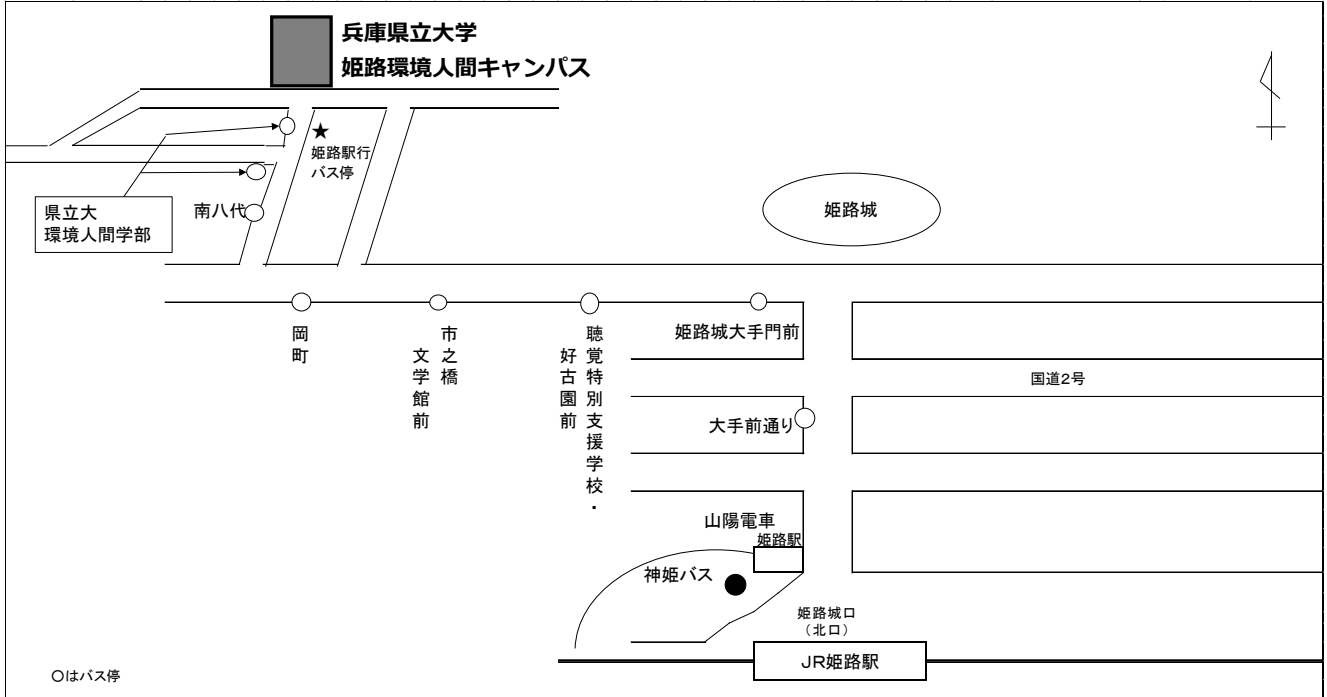 兵庫県立大学
姫路環境人間キャンパス
★
姫路駅行
バス停
県立大
環境人間学部
南八代
姫路城
岡町
市之橋
文学館前
聴覚特別支援学校・
好古園前
姫路城大手門前
国道2号
大手前通り
山陽電車
姫路駅
神姫バス
姫路城口
(北口)
JR姫路駅
○はバス停